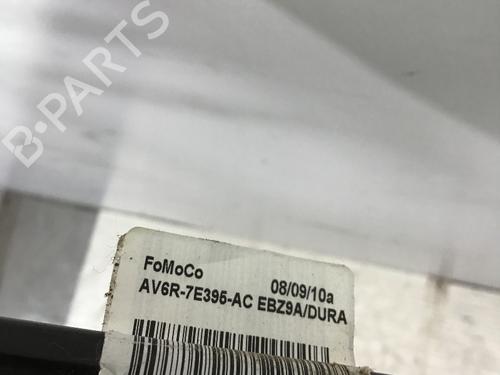 B-PARTS
FoMoCo 08/09/10a
AV6R-7E395-AC EBZ9A/DURA